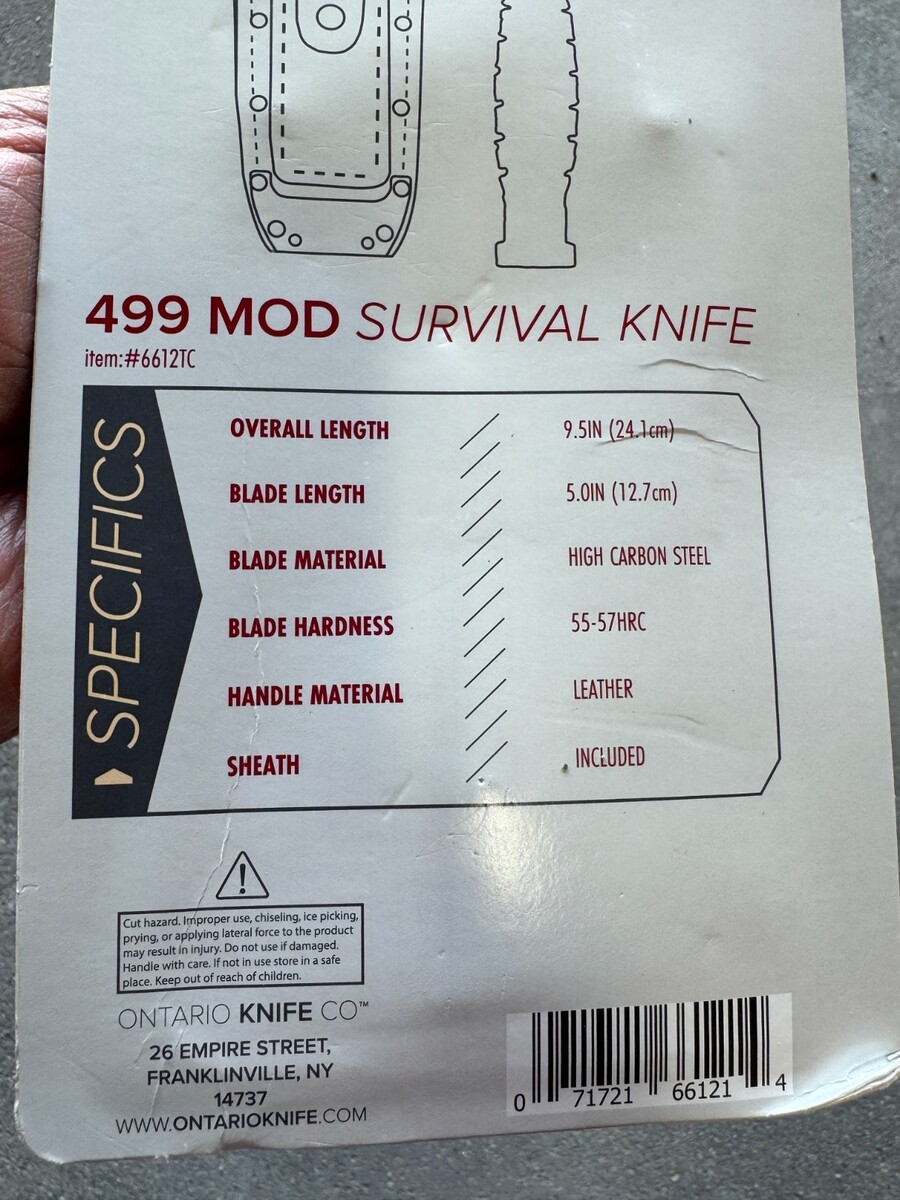 499 MOD SURVIVAL KNIFE
item:#6612TC
SPECIFICS
OVERALL LENGTH 9.5IN (24.1cm)
BLADE LENGTH 5.0IN (12.7cm)
BLADE MATERIAL HIGH CARBON STEEL
BLADE HARDNESS 55-57HRC
HANDLE MATERIAL LEATHER
SHEATH INCLUDED
Cut hazard. Improper use, chiseling, ice picking,
prying, or applying lateral force to the product
may result in injury. Do not use if damaged.
Handle with care. If not in use store in a safe
place. Keep out of reach of children.
ONTARIO KNIFE CO™
26 EMPIRE STREET,
FRANKLINVILLE, NY
14737
WWW.ONTARIOKNIFE.COM
0 71721 66121 4